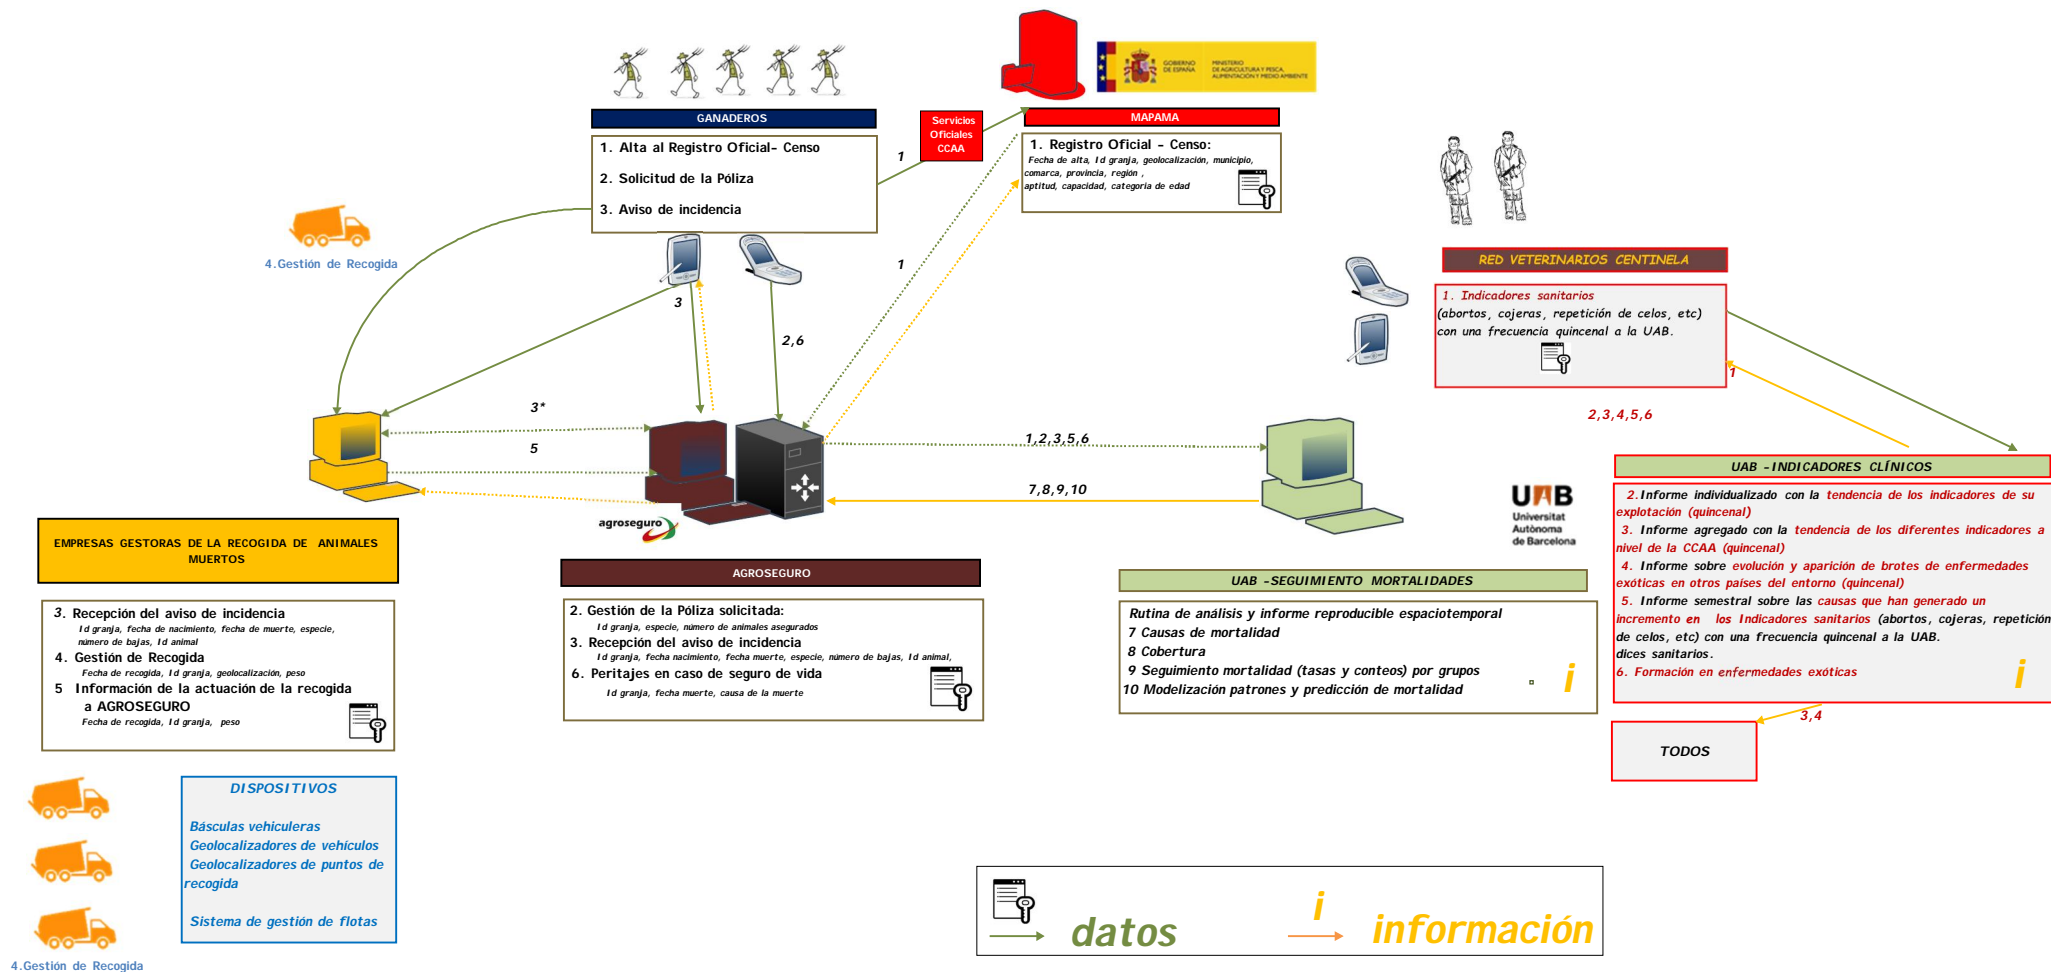 GOBIERNO
DE ESPAÑA
MINISTERIO
DE AGRICULTURA Y PESCA,
ALIMENTACIÓN Y MEDIO AMBIENTE
GANADEROS
1. Alta al Registro Oficial- Censo
2. Solicitud de la Póliza
3. Aviso de incidencia
1
Servicios
Oficiales
CCAA
MAPAMA
1. Registro Oficial - Censo:
Fecha de alta, Id granja, geolocalización, municipio,
comarca, provincia, región ,
aptitud, capacidad, categoria de edad
4.Gestión de Recogida
RED VETERINARIOS CENTINELA
1. Indicadores sanitarios
(abortos, cojeras, repetición de celos, etc)
con una frecuencia quincenal a la UAB.
1
3
2,6
1
2,3,4,5,6
3*
5
1,2,3,5,6
7,8,9,10
agroseguro
UAB
Universitat
Autònoma
de Barcelona
UAB -INDICADORES CLÍNICOS
2.Informe individualizado con la tendencia de los indicadores de su
explotación (quincenal)
3. Informe agregado con la tendencia de los diferentes indicadores a
nivel de la CCAA (quincenal)
4. Informe sobre evolución y aparición de brotes de enfermedades
exóticas en otros países del entorno (quincenal)
5. Informe semestral sobre las causas que han generado un
incremento en los Indicadores sanitarios (abortos, cojeras, repetición
de celos, etc) con una frecuencia quincenal a la UAB.
dices sanitarios.
6. Formación en enfermedades exóticas
i
3,4
TODOS
EMPRESAS GESTORAS DE LA RECOGIDA DE ANIMALES
MUERTOS
3. Recepción del aviso de incidencia
Id granja, fecha de nacimiento, fecha de muerte, especie,
número de bajas, Id animal
4. Gestión de Recogida
Fecha de recogida, Id granja, geolocalización, peso
5 Información de la actuación de la recogida
a AGROSEGURO
Fecha de recogida, Id granja, peso
AGROSEGURO
2. Gestión de la Póliza solicitada:
Id granja, especie, número de animales asegurados
3. Recepción del aviso de incidencia
Id granja, fecha nacimiento, fecha muerte, especie, número de bajas, Id animal,
6. Peritajes en caso de seguro de vida
Id granja, fecha muerte, causa de la muerte
UAB -SEGUIMIENTO MORTALIDADES
Rutina de análisis y informe reproducible espaciotemporal
7 Causas de mortalidad
8 Cobertura
9 Seguimiento mortalidad (tasas y conteos) por grupos
10 Modelización patrones y predicción de mortalidad
i
DISPOSITIVOS
Básculas vehiculeras
Geolocalizadores de vehículos
Geolocalizadores de puntos de
recogida
Sistema de gestión de flotas
4.Gestión de Recogida
datos
i
información